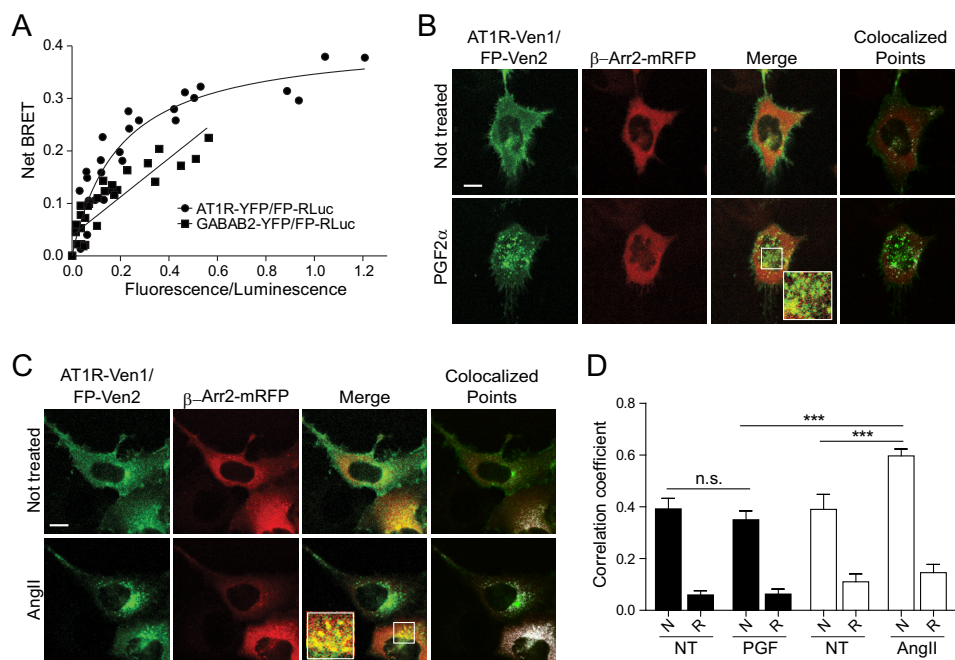 A
Net BRET
0.4
0.3
0.2
0.1
0.0
0.0 0.2 0.4 0.6 0.8 1.0 1.2
Fluorescence/Luminescence
AT1R-YFP/FP-RLuc
GABAB2-YFP/FP-RLuc
B
AT1R-Ven1/
FP-Ven2
β–Arr2-mRFP
Merge
Colocalized
Points
Not treated
PGF2α
C
AT1R-Ven1/
FP-Ven2
β–Arr2-mRFP
Merge
Colocalized
Points
Not treated
AngII
D
Correlation coefficient
0.8
0.6
0.4
0.2
0.0
***
***
n.s.
N R N R N R N R
NT PGF NT AngII